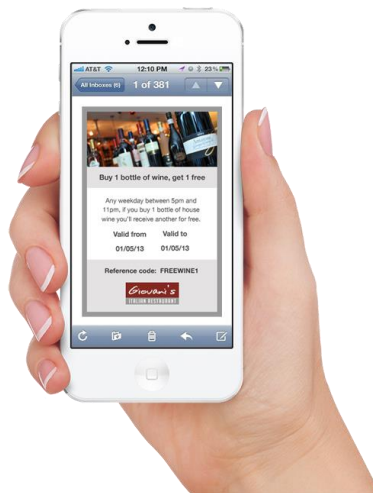 AT&T 12:10 PM 23%
All Inboxes (6) 1 of 381
Buy 1 bottle of wine, get 1 free
Any weekday between 5pm and
11pm, if you buy 1 bottle of house
wine you'll receive another for free.
Valid from Valid to
01/05/13 01/05/13
Reference code: FREEWINE1
Giovani's
ITALIAN RESTAURANT